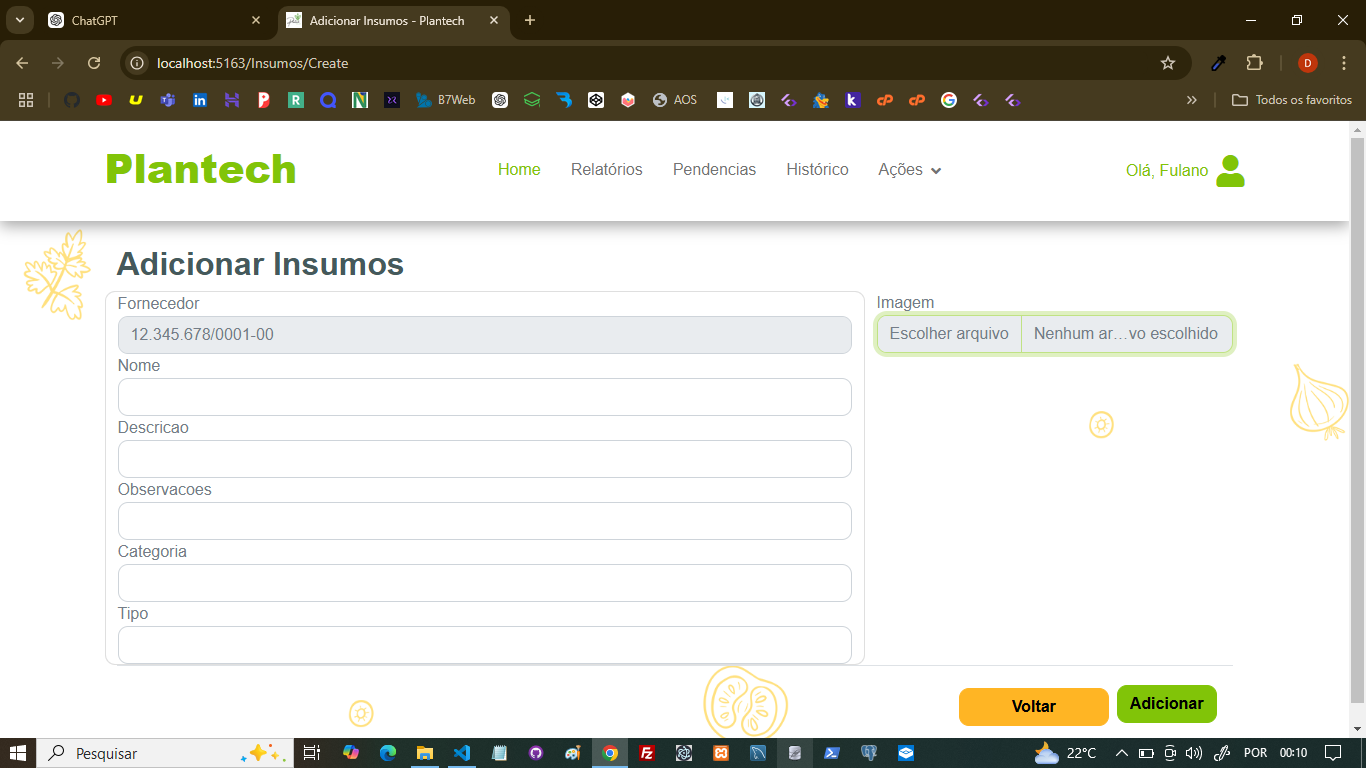 ChatGPT
Adicionar Insumos - Plantech
localhost:5163/Insumos/Create
D
B7Web
AOS
Todos os favoritos
Plantech
Home
Relatórios
Pendencias
Histórico
Ações
Olá, Fulano
Adicionar Insumos
Fornecedor
12.345.678/0001-00
Nome
Descricao
Observacoes
Categoria
Tipo
Imagem
Escolher arquivo
Nenhum ar…vo escolhido
Voltar
Adicionar
Pesquisar
22°C
POR
00:10